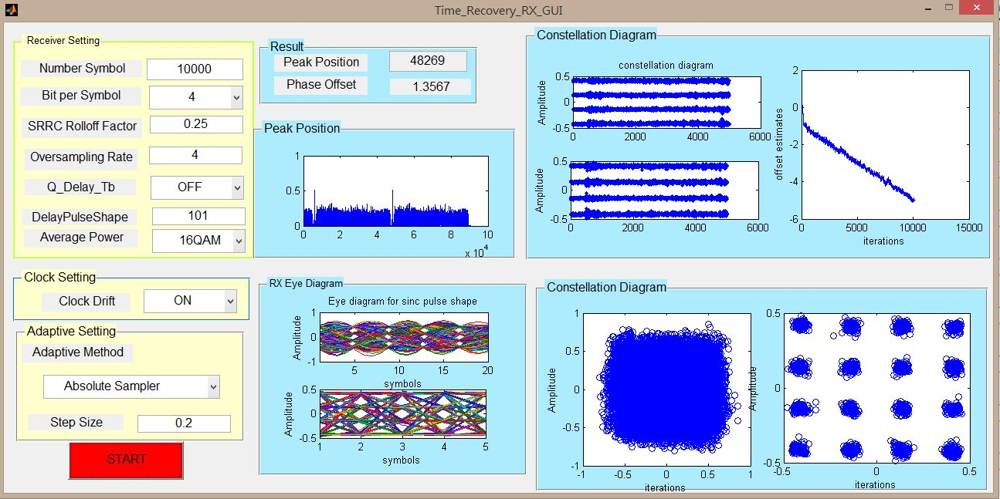 Time_Recovery_RX_GUI
Receiver Setting
Number Symbol 10000
Bit per Symbol 4
SRRC Rolloff Factor 0.25
Oversampling Rate 4
Q_Delay_Tb OFF
DelayPulseShape 101
Average Power 16QAM
Clock Setting
Clock Drift ON
Adaptive Setting
Adaptive Method
Absolute Sampler
Step Size 0.2
START
Result
Peak Position 48269
Phase Offset 1.3567
Peak Position
1
0.5
0
0 2 4 6 8 10
x 10^4
RX Eye Diagram
Eye diagram for sinc pulse shape
Amplitude
1
0
-1
5 10 15 20
symbols
Amplitude
0.5
0
-0.5
1 2 3 4 5
symbols
Constellation Diagram
constellation diagram
Amplitude
0.5
0
-0.5
0 2000 4000 6000
Amplitude
0.5
0
-0.5
0 2000 4000 6000
offset estimates
2
0
-2
-4
-6
0 5000 10000 15000
iterations
Constellation Diagram
Amplitude
1
0.5
0
-0.5
-1
-1 -0.5 0 0.5 1
iterations
Amplitude
0.5
0
-0.5
-0.5 0 0.5
iterations